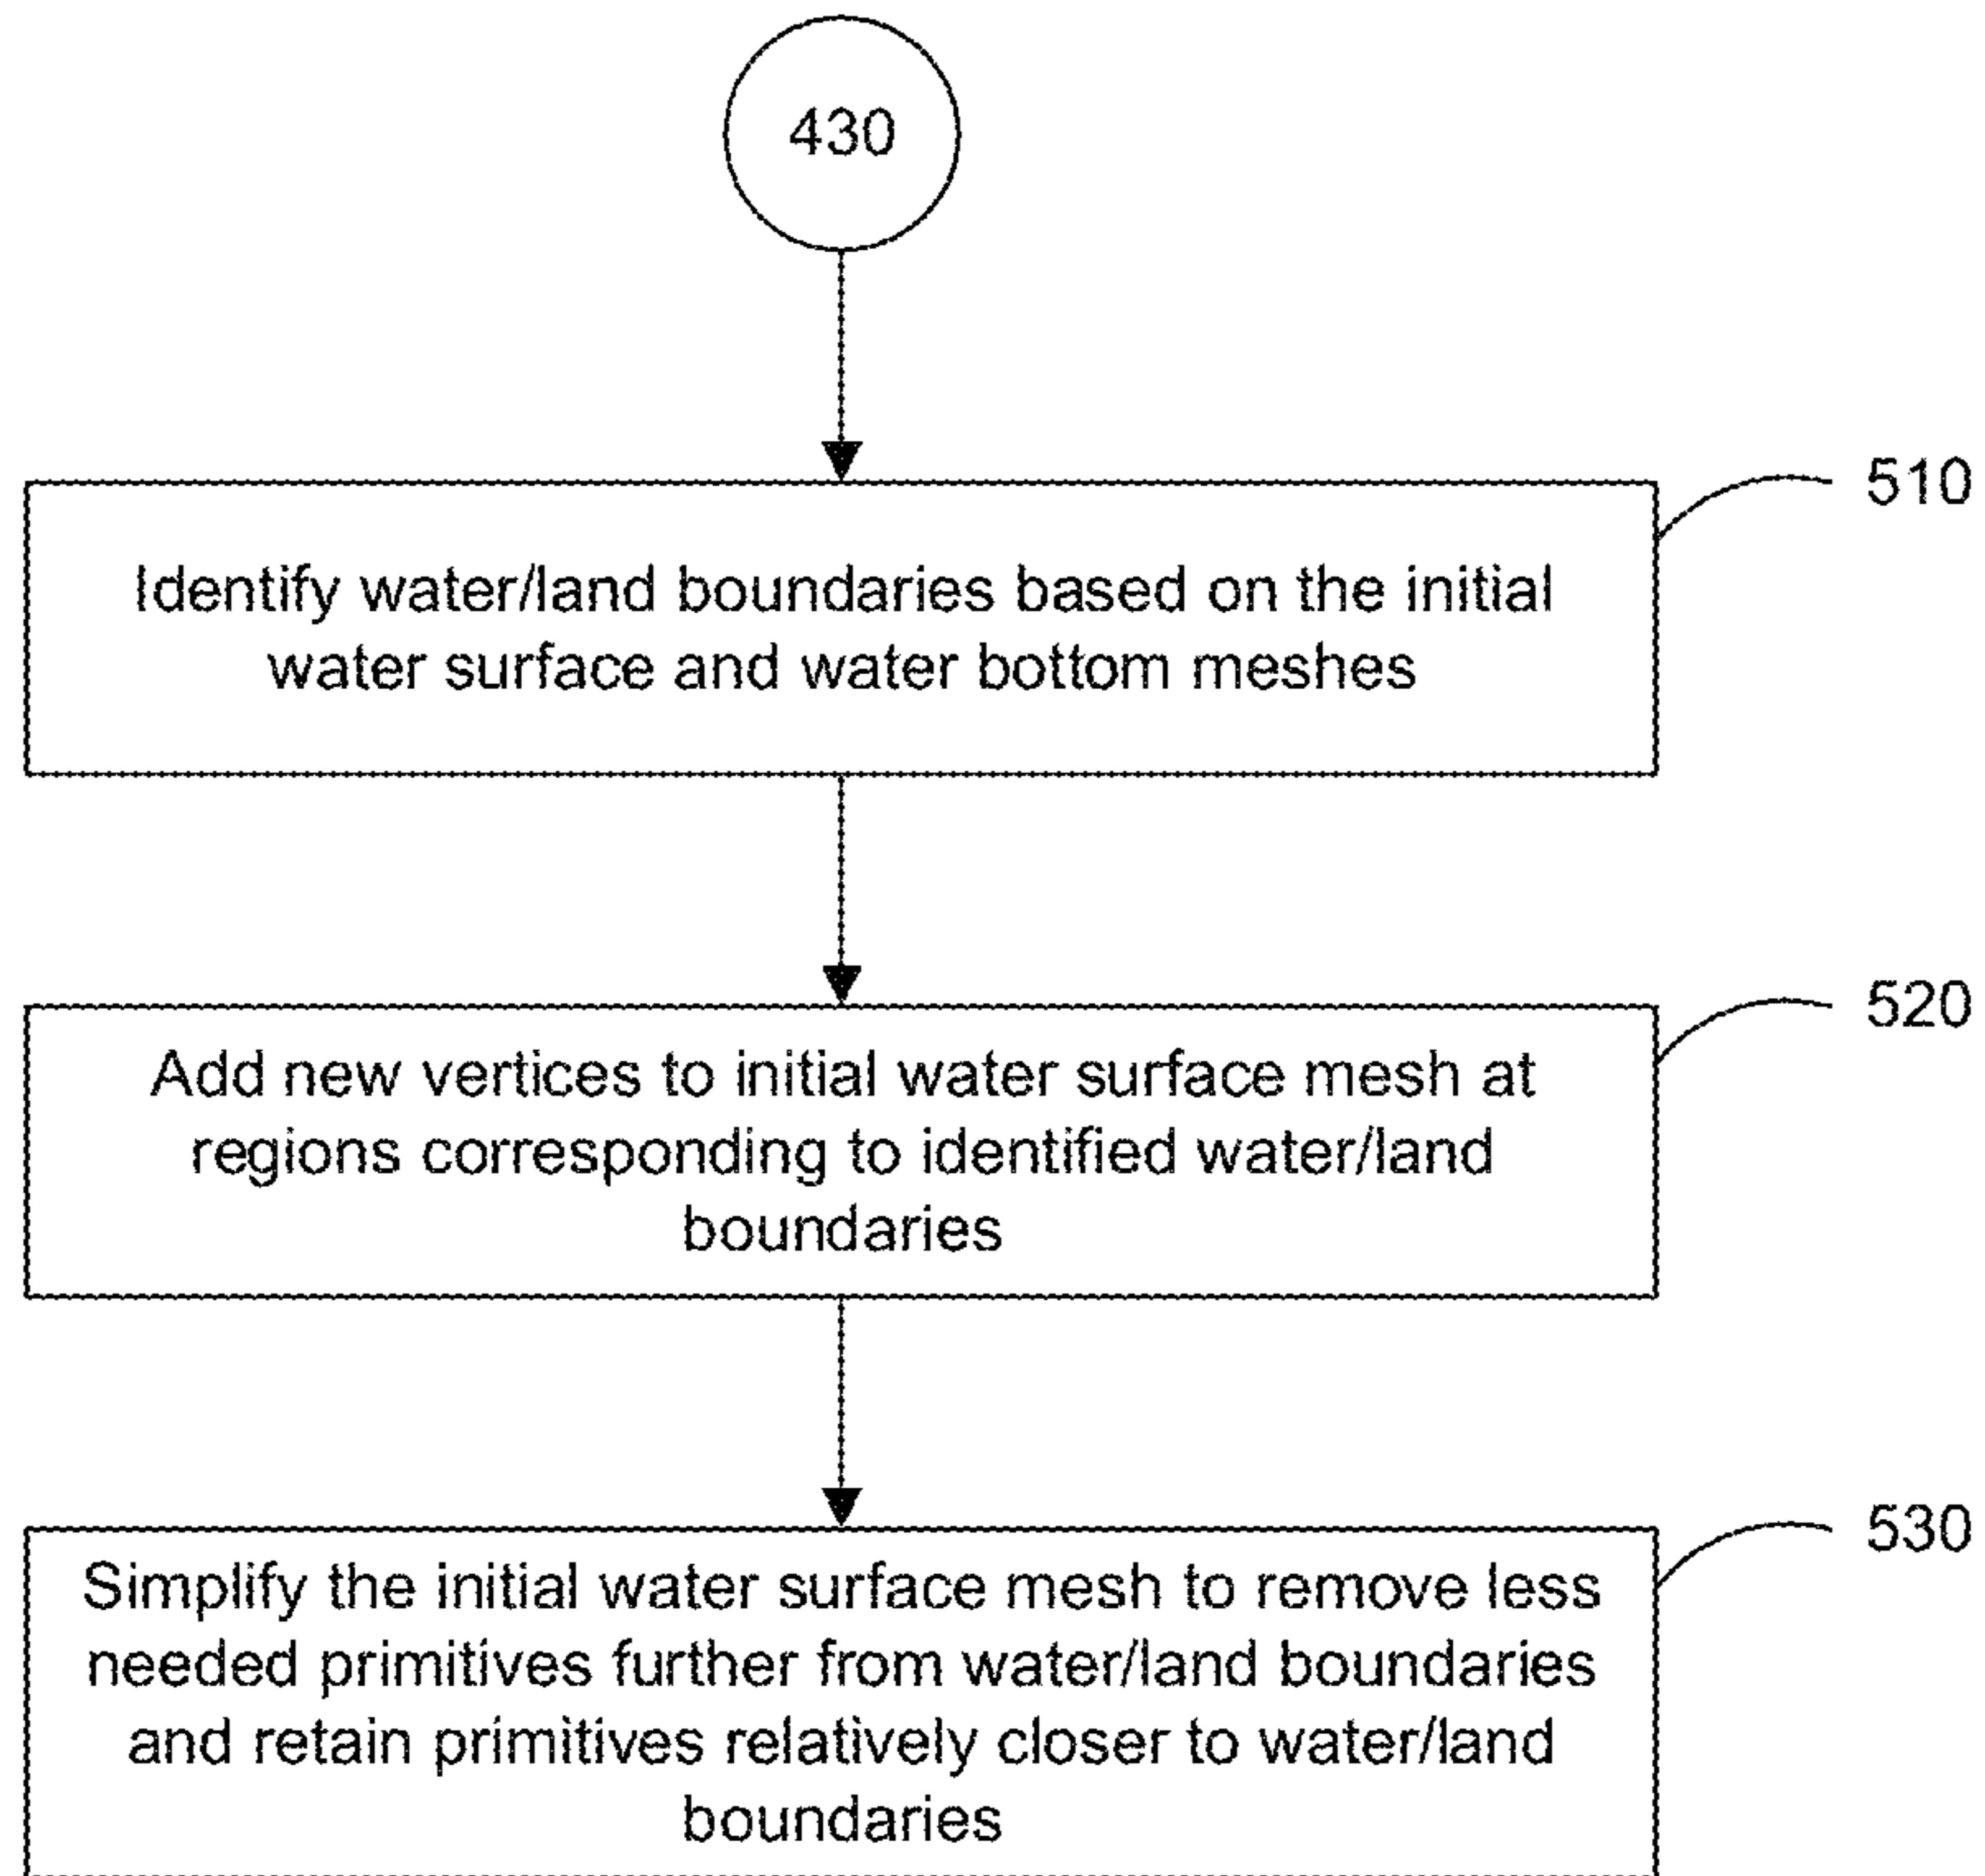 430
510
Identify water/land boundaries based on the initial
water surface and water bottom meshes
520
Add new vertices to initial water surface mesh at
regions corresponding to identified water/land
boundaries
530
Simplify the initial water surface mesh to remove less
needed primitives further from water/land boundaries
and retain primitives relatively closer to water/land
boundaries